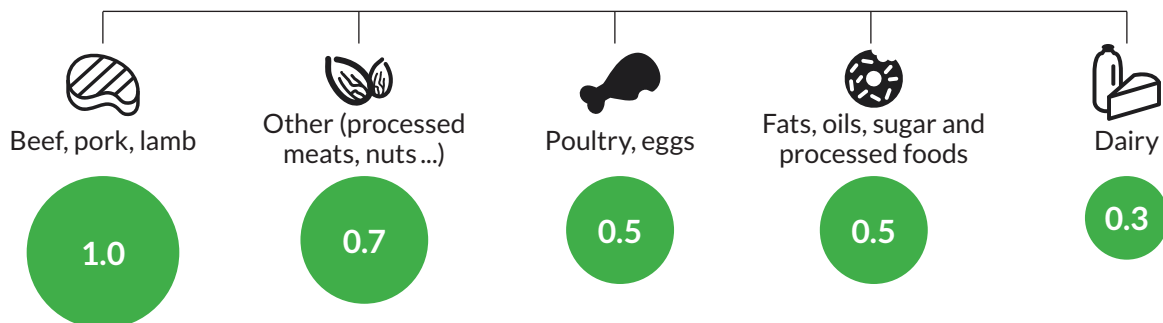 Beef, pork, lamb
Other (processed
meats, nuts ...)
Poultry, eggs
Fats, oils, sugar and
processed foods
Dairy
1.0
0.7
0.5
0.5
0.3